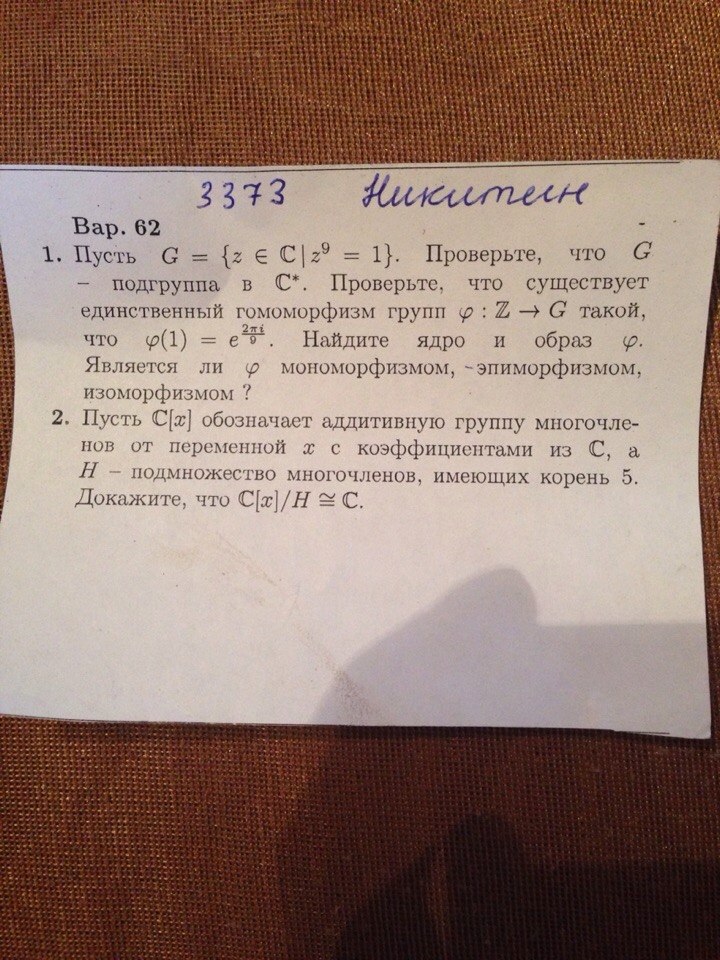 3373 Никитин
Вар. 62
1. Пусть G = {z ∈ ℂ | z⁹ = 1}. Проверьте, что G
– подгруппа в ℂ*. Проверьте, что существует
единственный гомоморфизм групп φ : ℤ → G такой,
что φ(1) = e^{2πi/9}. Найдите ядро и образ φ.
Является ли φ мономорфизмом, эпиморфизмом,
изоморфизмом ?
2. Пусть ℂ[x] обозначает аддитивную группу многочле-
нов от переменной x с коэффициентами из ℂ, а
H – подмножество многочленов, имеющих корень 5.
Докажите, что ℂ[x]/H ≅ ℂ.